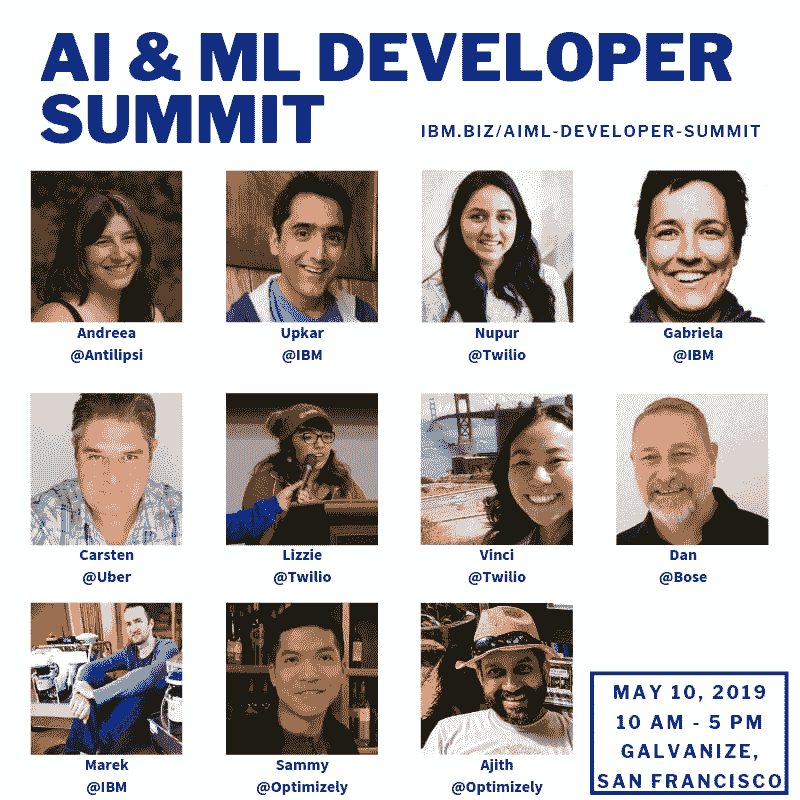 AI & ML DEVELOPER
SUMMIT
IBM.BIZ/AIML-DEVELOPER-SUMMIT
Andreea
@Antilipsi
Upkar
@IBM
Nupur
@Twilio
Gabriela
@IBM
Carsten
@Uber
Lizzie
@Twilio
Vinci
@Twilio
Dan
@Bose
Marek
@IBM
Sammy
@Optimizely
Ajith
@Optimizely
MAY 10, 2019
10 AM - 5 PM
GALVANIZE,
SAN FRANCISCO